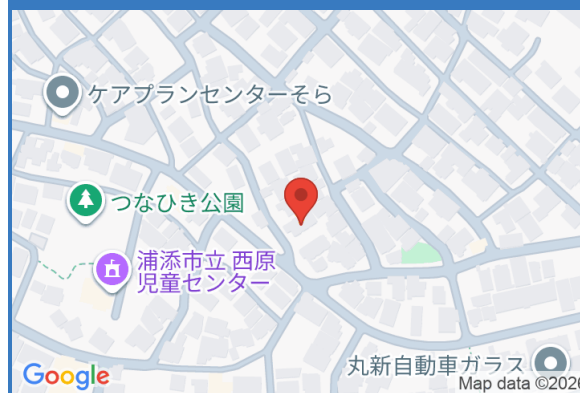 ケアプランセンターそら
つなひき公園
浦添市立 西原
児童センター
丸新自動車ガラス
Google
Map data ©2026